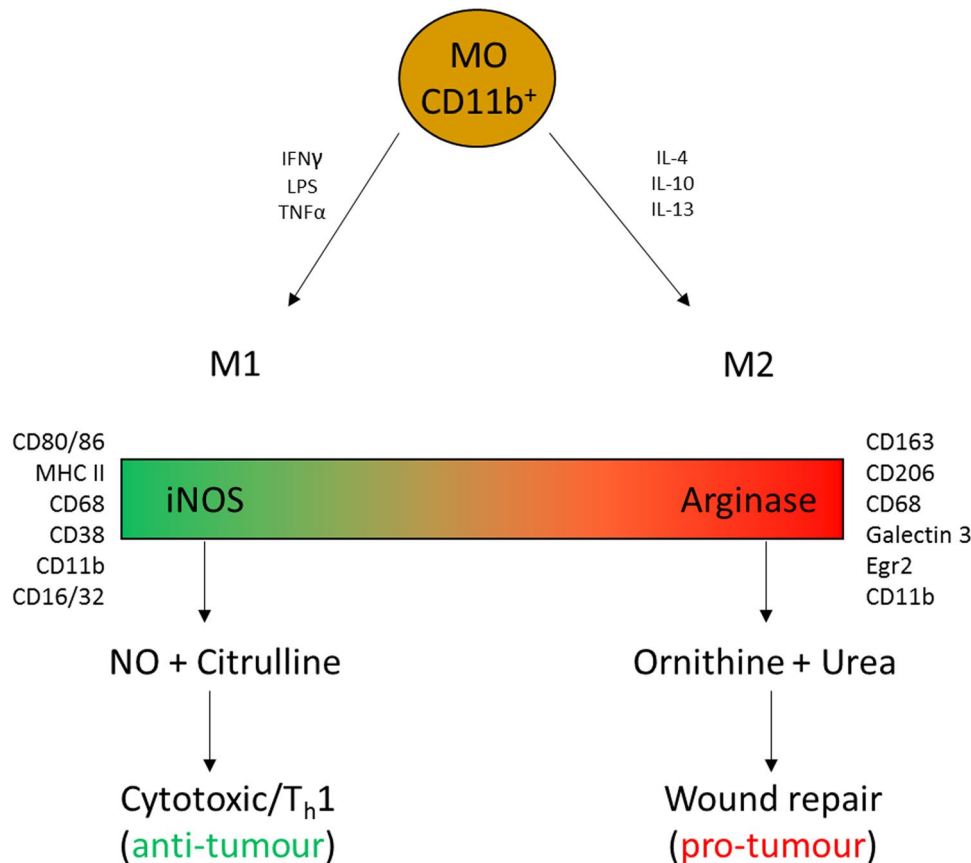 MO
CD11b⁺
IFNγ
LPS
TNFα
IL-4
IL-10
IL-13
M1
M2
CD80/86
MHC II
CD68
CD38
CD11b
CD16/32
iNOS
Arginase
CD163
CD206
CD68
Galectin 3
Egr2
CD11b
NO + Citrulline
Ornithine + Urea
Cytotoxic/Tₕ1
(anti-tumour)
Wound repair
(pro-tumour)